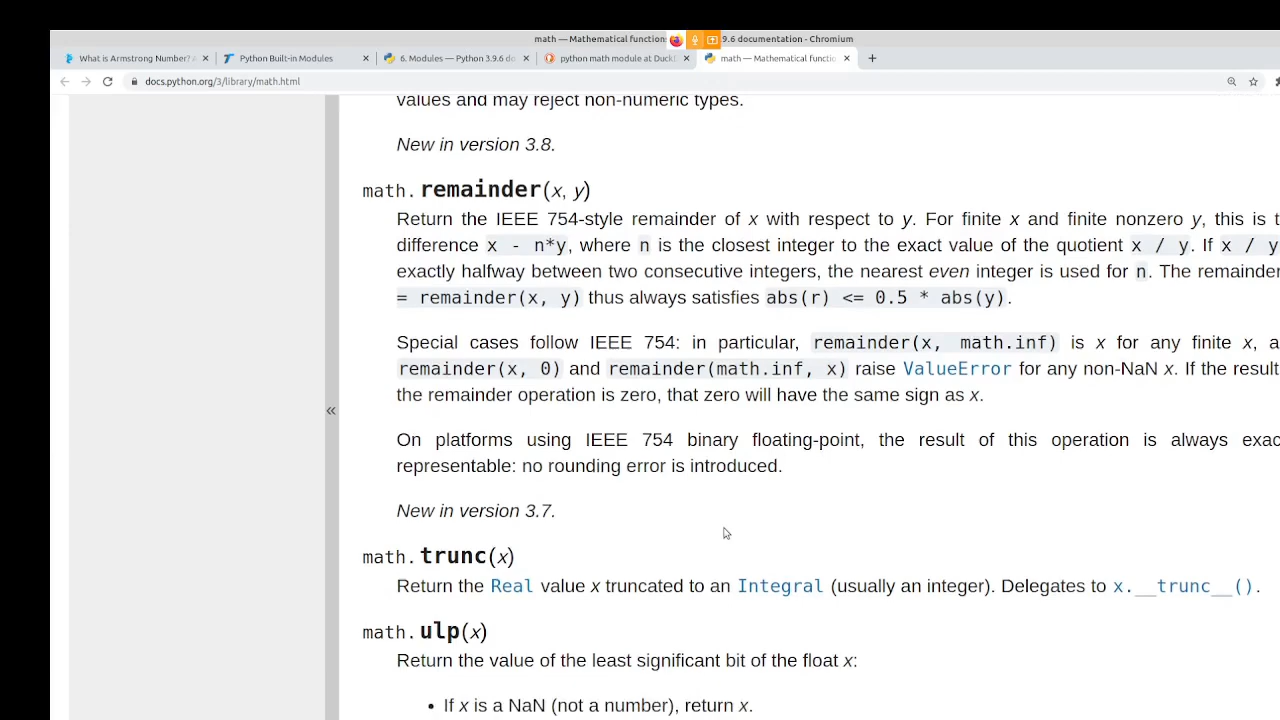 math — Mathematical function 9.6 documentation - Chromium
What is Armstrong Number? Python Built-in Modules 6. Modules — Python 3.9.6 do python math module at Duck math — Mathematical functio
docs.python.org/3/library/math.html
values and may reject non-numeric types.
New in version 3.8.
math.remainder(x, y)
Return the IEEE 754-style remainder of x with respect to y. For finite x and finite nonzero y, this is t
difference x - n*y, where n is the closest integer to the exact value of the quotient x / y. If x / y
exactly halfway between two consecutive integers, the nearest even integer is used for n. The remainder
= remainder(x, y) thus always satisfies abs(r) <= 0.5 * abs(y).
Special cases follow IEEE 754: in particular, remainder(x, math.inf) is x for any finite x, a
remainder(x, 0) and remainder(math.inf, x) raise ValueError for any non-NaN x. If the result
the remainder operation is zero, that zero will have the same sign as x.
On platforms using IEEE 754 binary floating-point, the result of this operation is always exac
representable: no rounding error is introduced.
New in version 3.7.
math.trunc(x)
Return the Real value x truncated to an Integral (usually an integer). Delegates to x.__trunc__().
math.ulp(x)
Return the value of the least significant bit of the float x:
• If x is a NaN (not a number), return x.